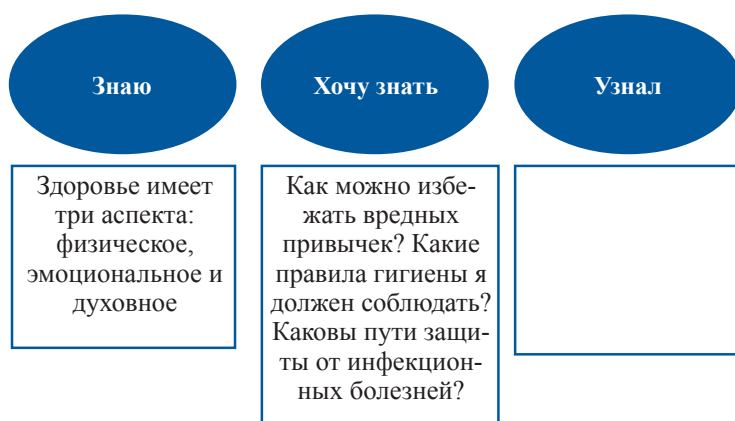 Знаю
Хочу знать
Узнал
Здоровье имеет
три аспекта:
физическое,
эмоциональное и
духовное
Как можно избе-
жать вредных
привычек? Какие
правила гигиены я
должен соблюдать?
Каковы пути защи-
ты от инфекцион-
ных болезней?